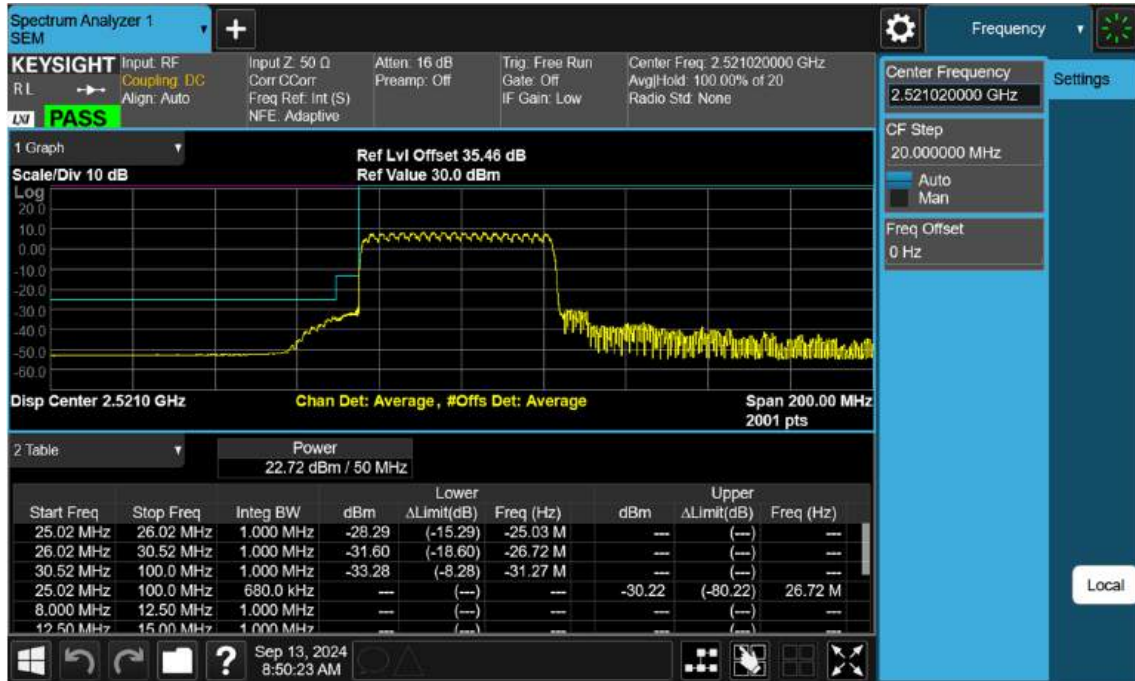 Spectrum Analyzer 1
SEM
Frequency
KEYSIGHT
R L
LXI
PASS
Input: RF
Coupling: DC
Align: Auto
Input Z: 50 Ω
Corr CCorr
Freq Ref: Int (S)
NFE: Adaptive
Atten: 16 dB
Preamp: Off
Trig: Free Run
Gate: Off
IF Gain: Low
Center Freq: 2.521020000 GHz
Avg|Hold: 100.00% of 20
Radio Std: None
Center Frequency
2.521020000 GHz
Settings
CF Step
20.000000 MHz
Auto
Man
Freq Offset
0 Hz
Local
1 Graph
Scale/Div 10 dB
Ref Lvl Offset 35.46 dB
Ref Value 30.0 dBm
Log
20.0
10.0
0.00
-10.0
-20.0
-30.0
-40.0
-50.0
-60.0
Disp Center 2.5210 GHz
Chan Det: Average, #Offs Det: Average
Span 200.00 MHz
2001 pts
2 Table
Power
22.72 dBm / 50 MHz
Lower Upper
Start Freq Stop Freq Integ BW dBm ΔLimit(dB) Freq (Hz) dBm ΔLimit(dB) Freq (Hz)
25.02 MHz 26.02 MHz 1.000 MHz -28.29 (-15.29) -25.03 M --- (---) ---
26.02 MHz 30.52 MHz 1.000 MHz -31.60 (-18.60) -26.72 M --- (---) ---
30.52 MHz 100.0 MHz 1.000 MHz -33.28 (-8.28) -31.27 M --- (---) ---
25.02 MHz 100.0 MHz 680.0 kHz --- (---) --- -30.22 (-80.22) 26.72 M
8.000 MHz 12.50 MHz 1.000 MHz --- (---) --- --- (---) ---
12.50 MHz 15.00 MHz 1.000 MHz --- (---) --- --- (---) ---
?
Sep 13, 2024
8:50:23 AM